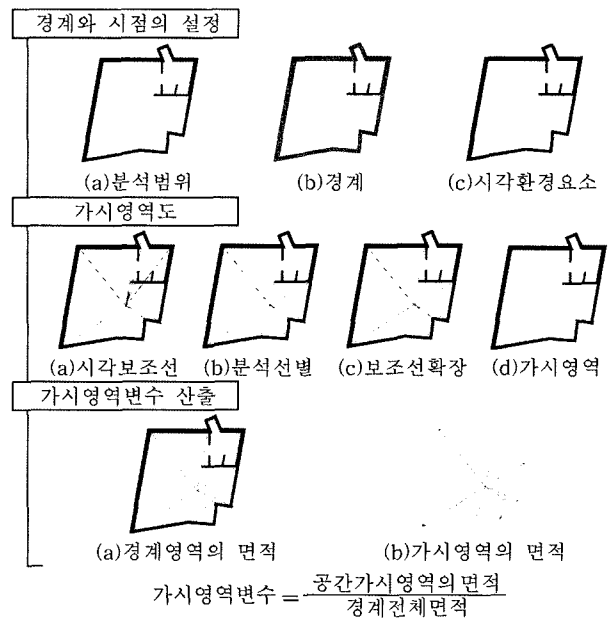 경계와 시점의 설정
(a)분석범위 (b)경계 (c)시각환경요소
가시영역도
(a)시각보조선 (b)분석선별 (c)보조선확장 (d)가시영역
가시영역변수 산출
(a)경계영역의 면적 (b)가시영역의 면적
가시영역변수 = 공간가시영역의 면적
경계전체면적